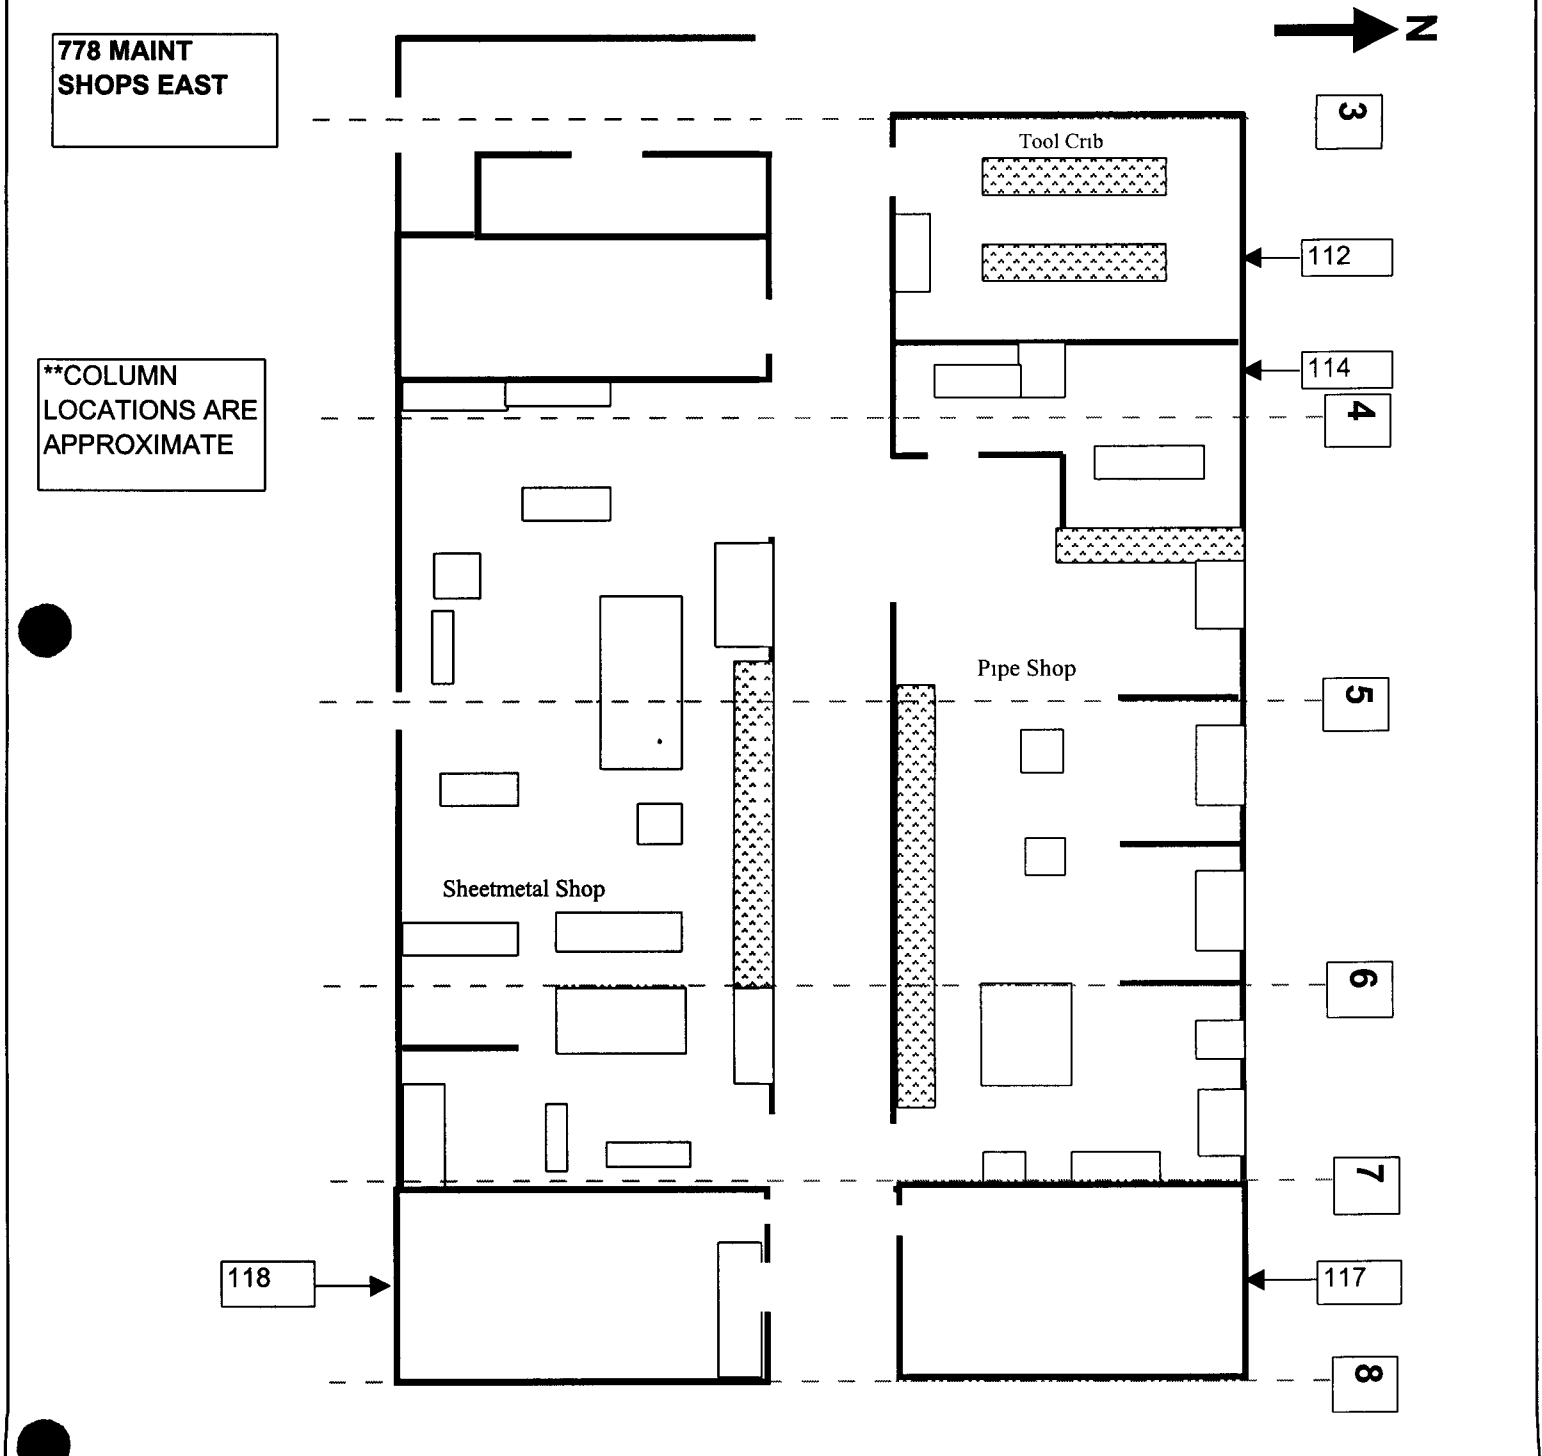 N
778 MAINT
SHOPS EAST
3
Tool Crib
112
114
**COLUMN
LOCATIONS ARE
APPROXIMATE
4
Pipe Shop
5
Sheetmetal Shop
6
7
118
117
8